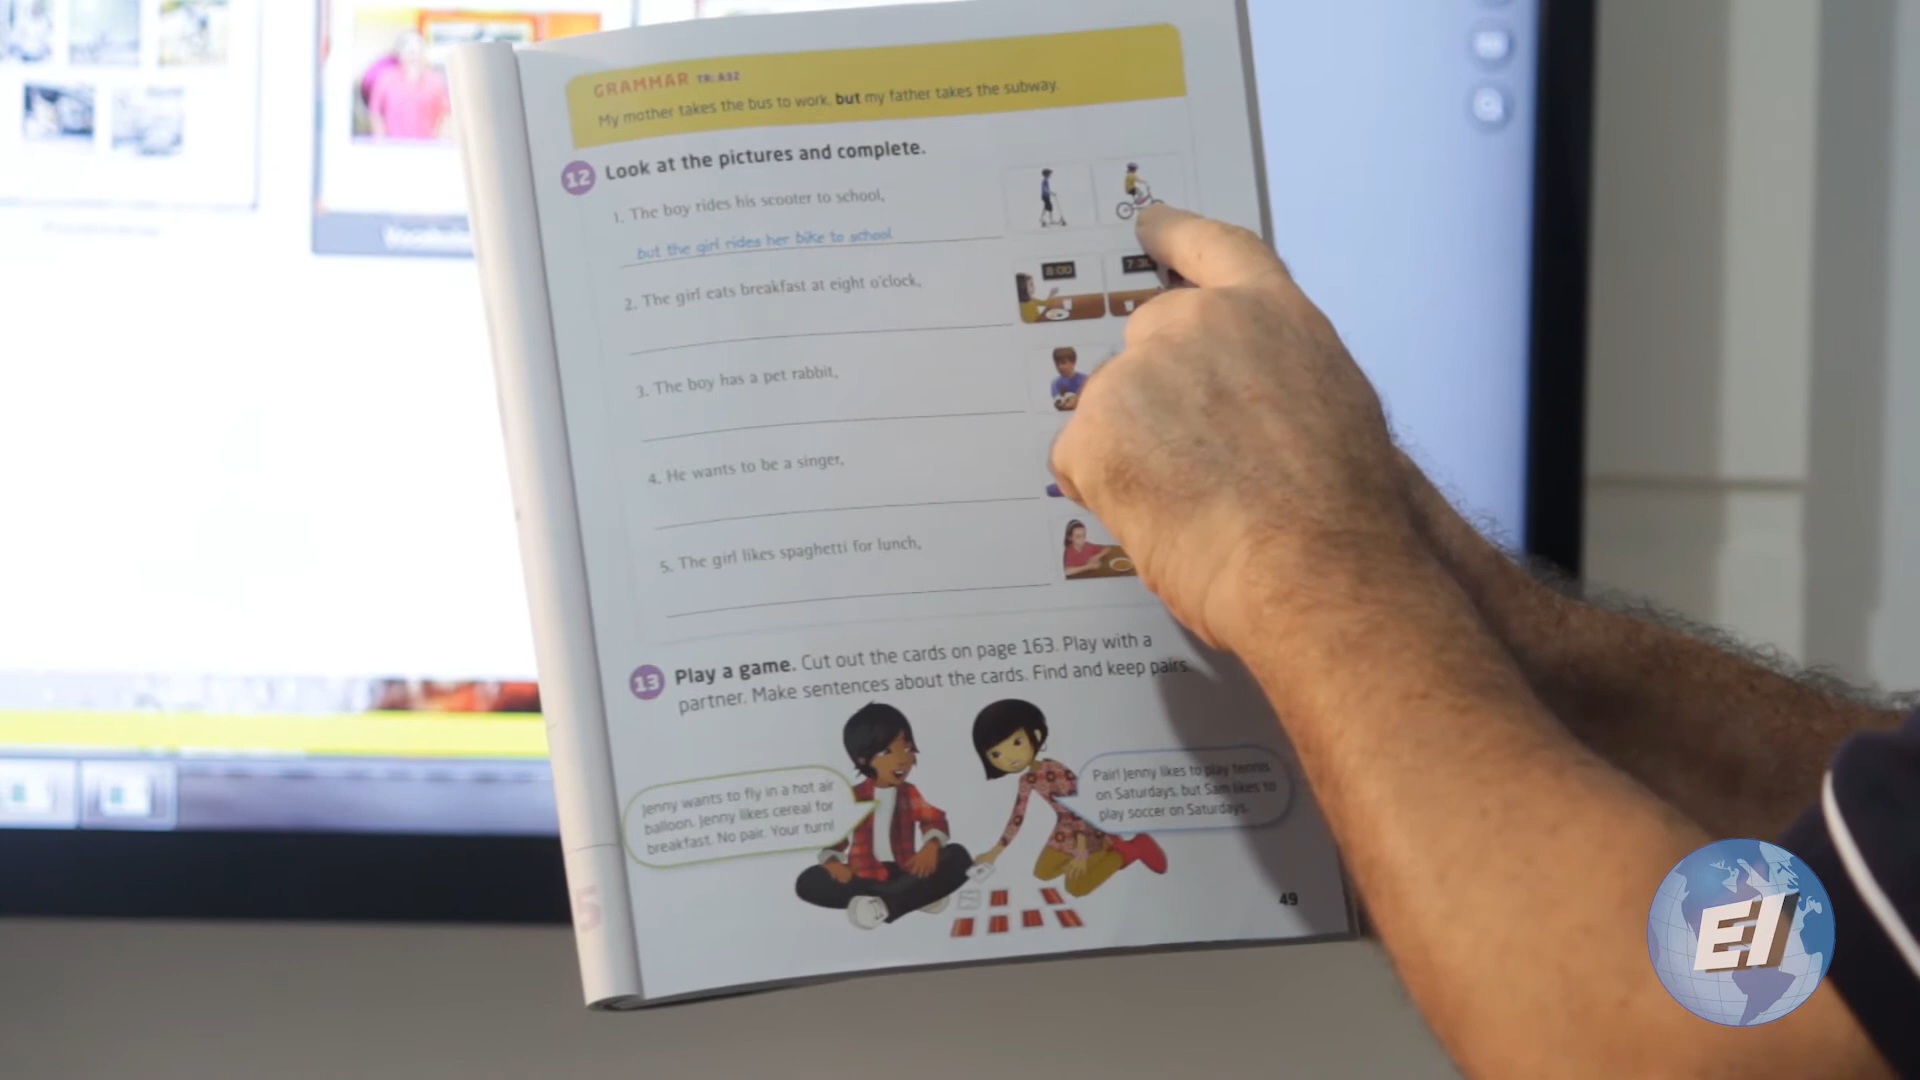 GRAMMAR TR: A32
My mother takes the bus to work, but my father takes the subway.
12 Look at the pictures and complete.
1. The boy rides his scooter to school,
but the girl rides her bike to school.
8:00
7:30
2. The girl eats breakfast at eight o'clock,
3. The boy has a pet rabbit,
4. He wants to be a singer,
5. The girl likes spaghetti for lunch,
13 Play a game. Cut out the cards on page 163. Play with a
partner. Make sentences about the cards. Find and keep pairs.
Jenny wants to fly in a hot air
balloon. Jenny likes cereal for
breakfast. No pair. Your turn!
Pair! Jenny likes to play tennis
on Saturdays, but Sam likes to
play soccer on Saturdays.
49
5
EI